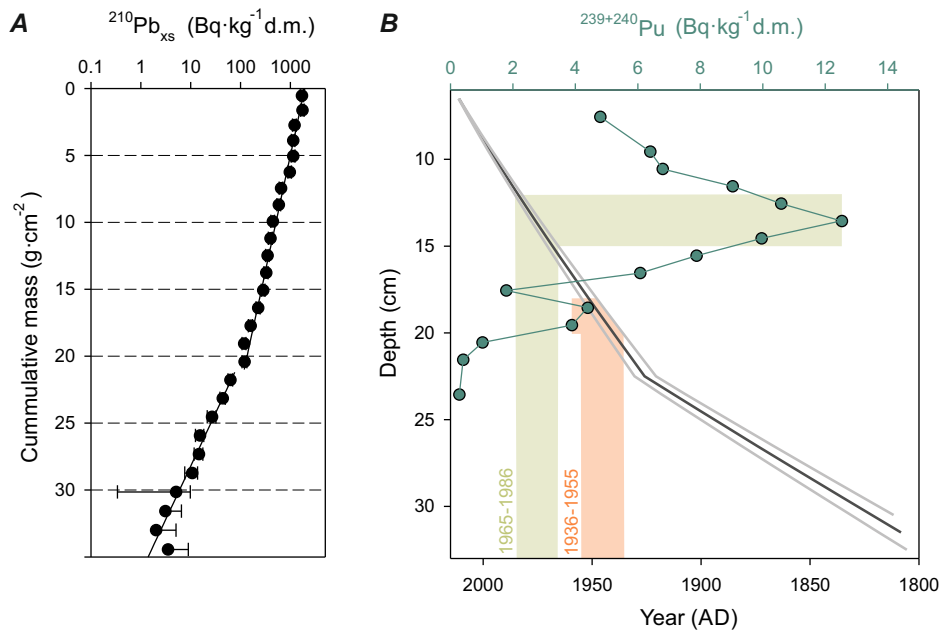 A
²¹⁰Pbxs (Bq·kg⁻¹d.m.)
0.1 1 10 100 1000
0
5
10
15
20
25
30
Cummulative mass (g·cm⁻²)
B
²³⁹⁺²⁴⁰Pu (Bq·kg⁻¹d.m.)
0 2 4 6 8 10 12 14
10
15
20
25
30
Depth (cm)
1965-1986
1936-1955
2000 1950 1900 1850 1800
Year (AD)